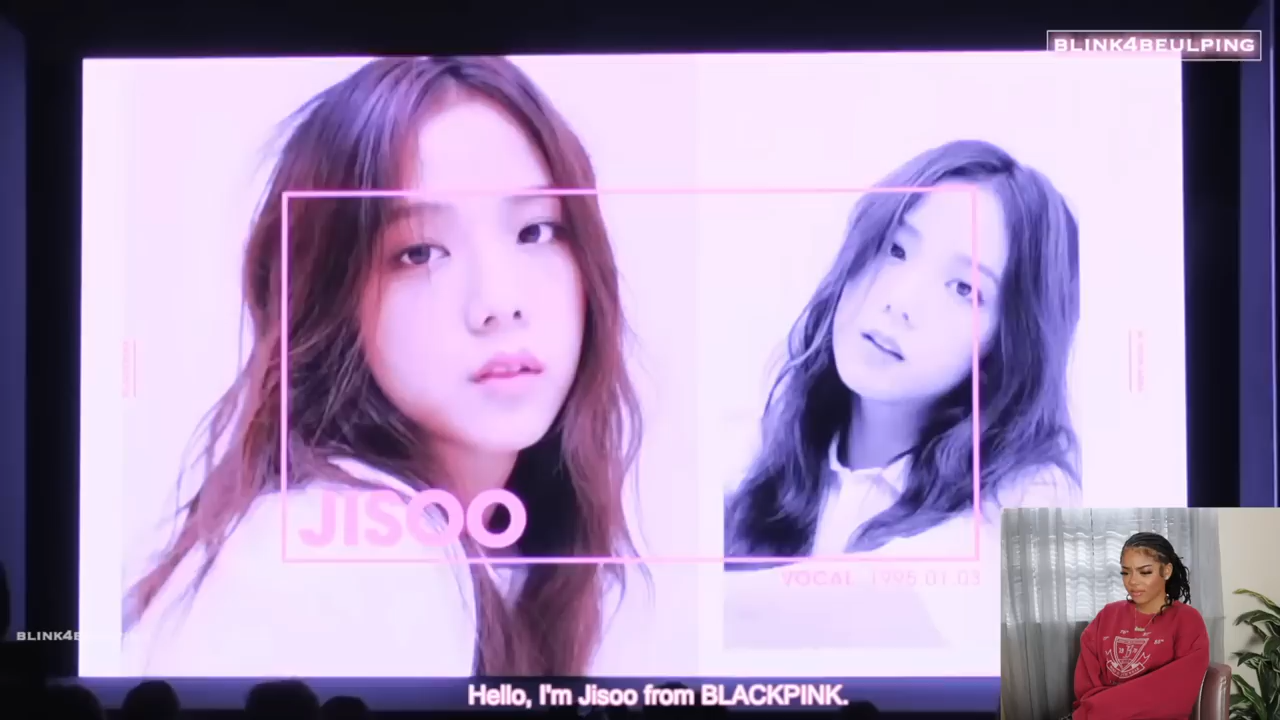 BLINK4BEULPING
JISOO
VOCAL 1995 01 03
BLINK4B
Hello, I'm Jisoo from BLACKPINK.